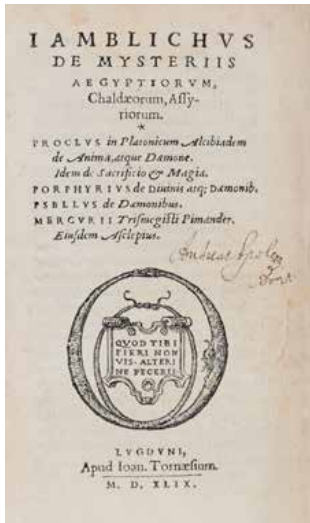 IAMBLICHVS
DE MYSTERIIS
AEGYPTIORVM,
Chaldæorum, Assy-
riorum.
*
PROCLVS in Platonicum Alcibiadem
de Anima, atque Dæmone.
Idem de Sacrificio & Magia.
PORPHYRIVS de Diuinis atq; Dæmonib.
PSELLVS de Dæmonibus.
MERCVRII Trismegisti Pimander.
Eiusdem Asclepius.
Andreas
QVOD TIBI
FIERI NON
VIS, ALTERI
NE FECERIS
LVGDVNI,
Apud Ioan. Tornæsium.
M. D. XLIX.